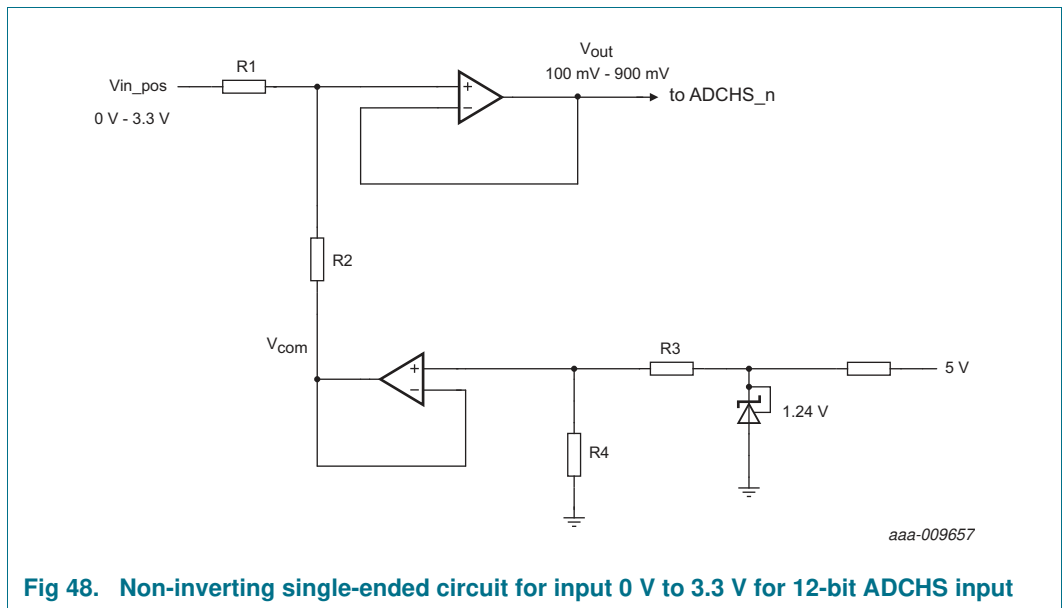 Vout
100 mV - 900 mV
R1
Vin_pos
0 V - 3.3 V
+
−
to ADCHS_n
R2
Vcom
+
−
R3
5 V
1.24 V
R4
aaa-009657
Fig 48. Non-inverting single-ended circuit for input 0 V to 3.3 V for 12-bit ADCHS input